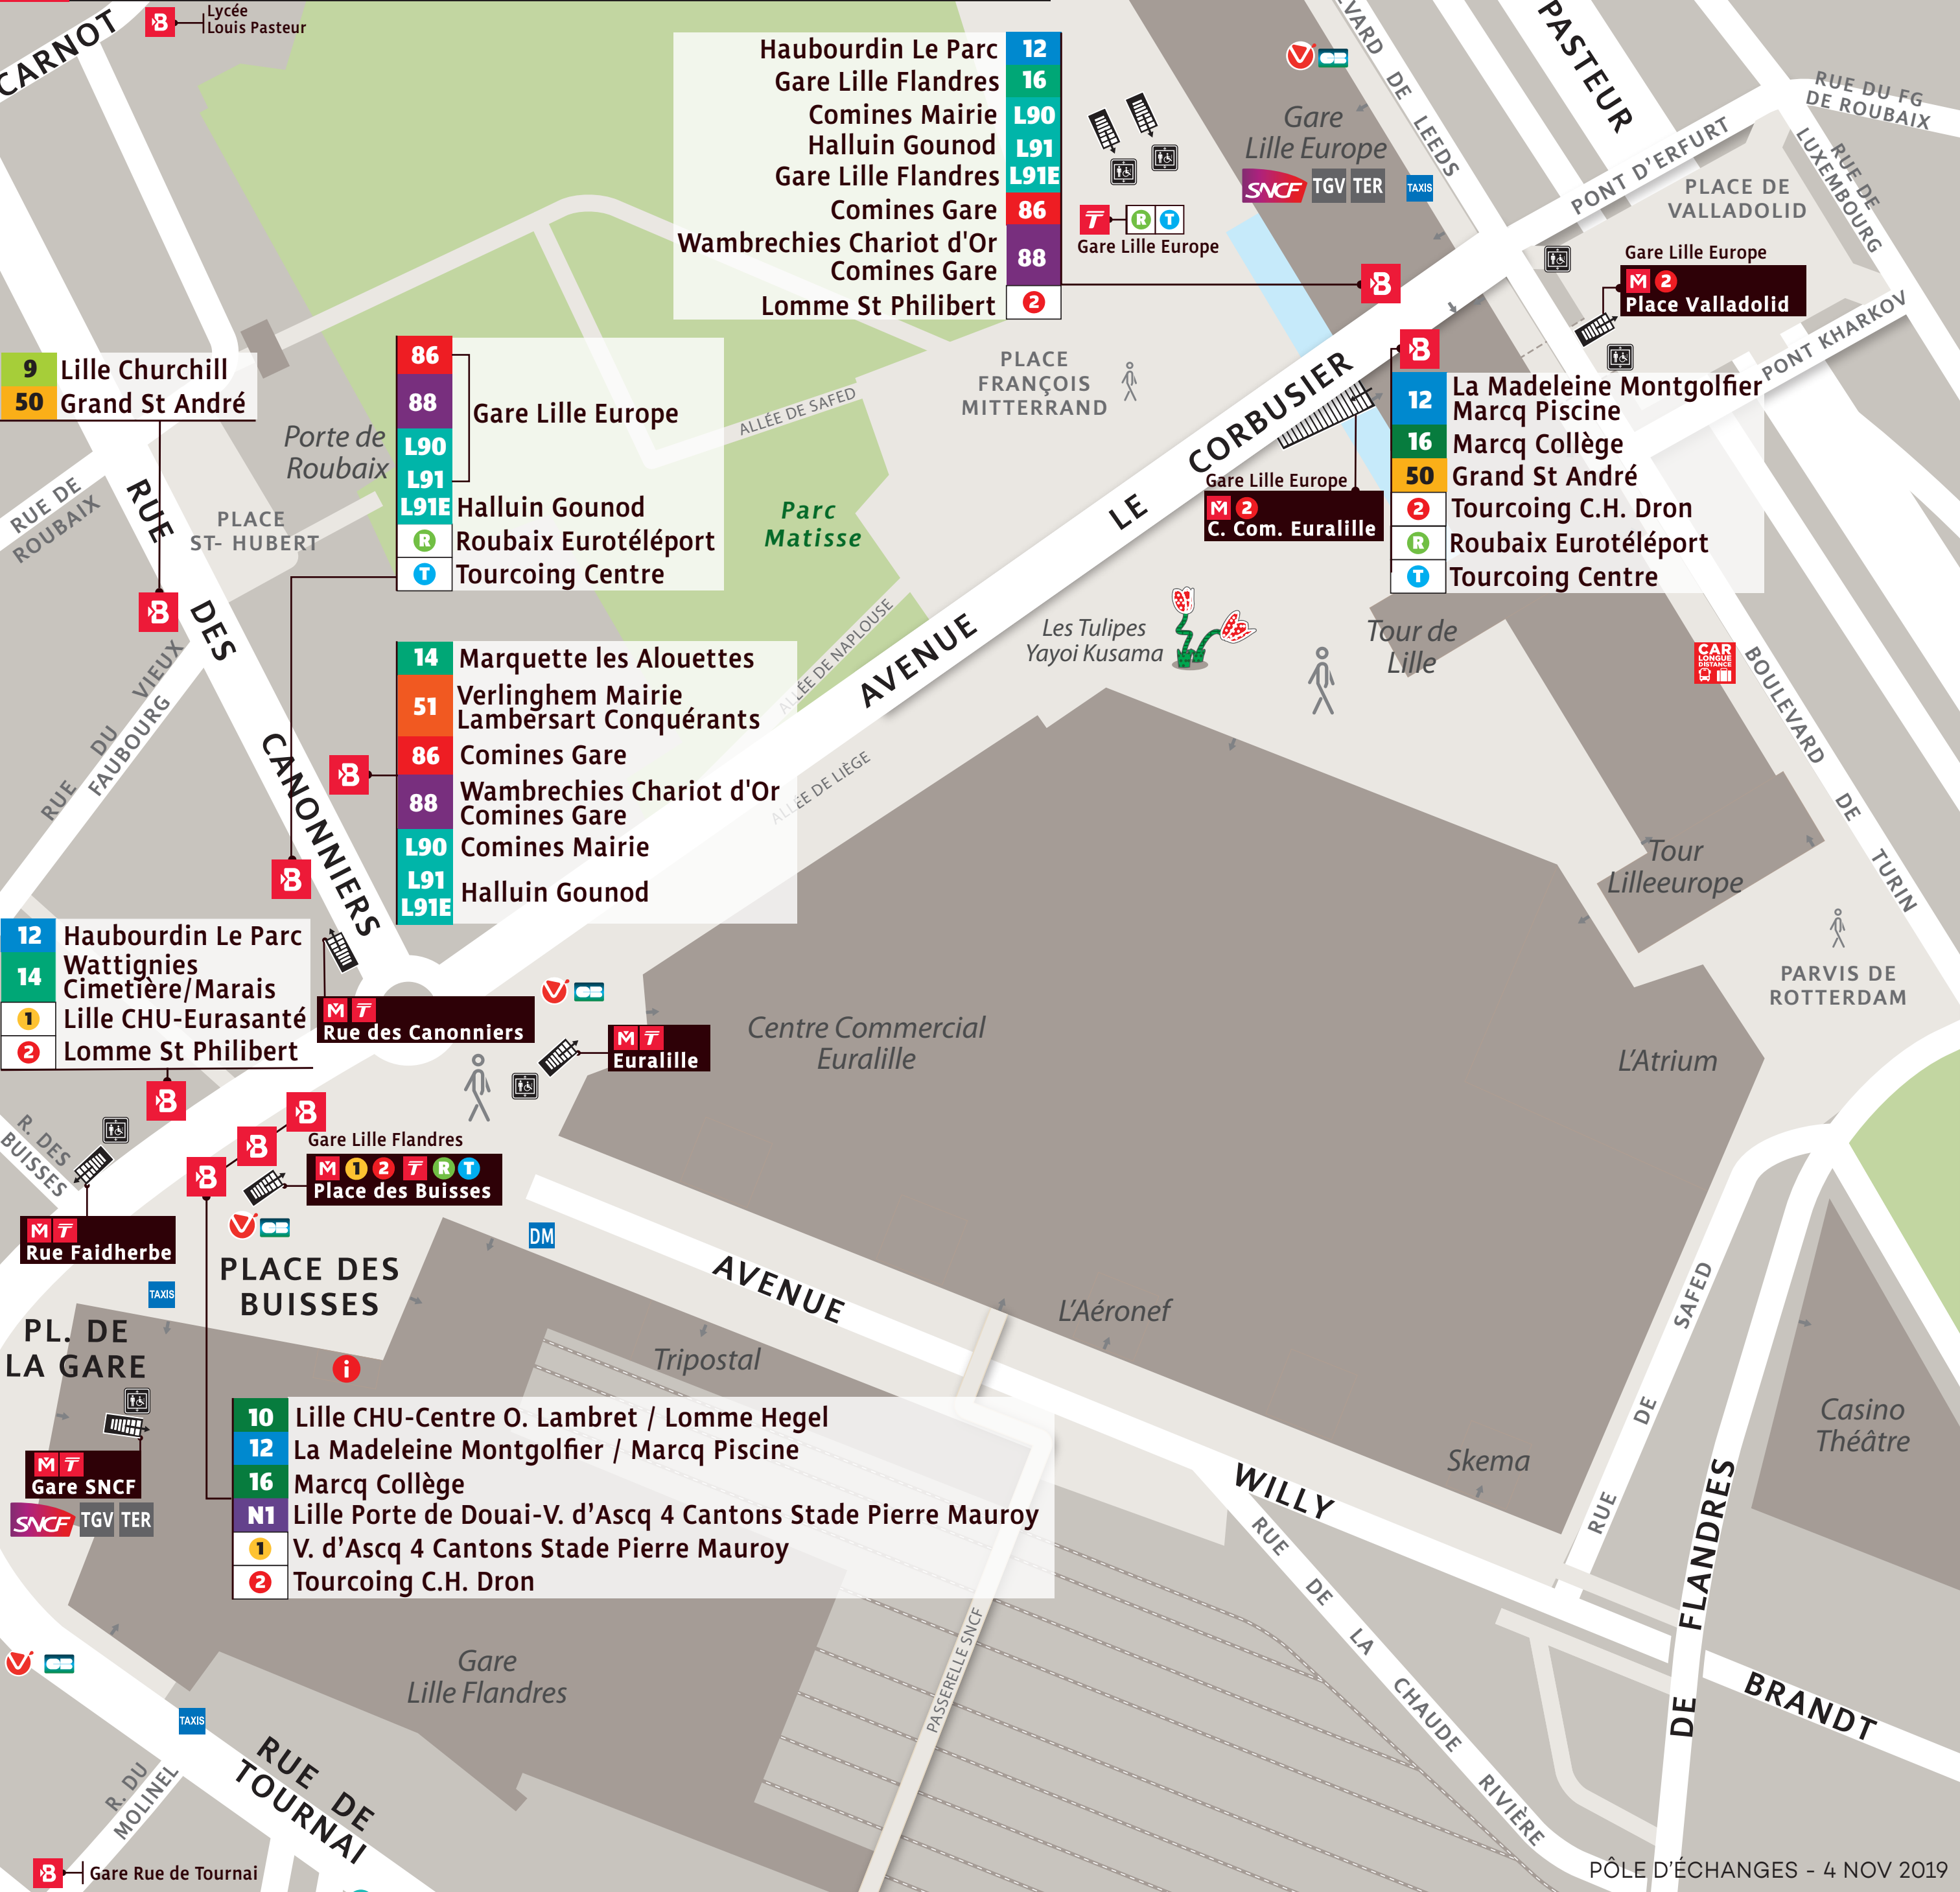 CARNOT
B
Lycée
Louis Pasteur
Haubourdin Le Parc 12
Gare Lille Flandres 16
Comines Mairie L90
Halluin Gounod L91
Gare Lille Flandres L91E
Comines Gare 86
Wambrechies Chariot d'Or
Comines Gare
88
Lomme St Philibert 2
V
Gare
Lille Europe
SNCF TGV TER
TAXIS
T R T
Gare Lille Europe
B
DE LEEDS
PASTEUR
RUE DU FG
DE ROUBAIX
PONT D'ERFURT
RUE DE
LUXEMBOURG
PLACE DE
VALLADOLID
Gare Lille Europe
M 2
Place Valladolid
PONT KHARKOV
9 Lille Churchill
50 Grand St André
RUE DE
ROUBAIX
Porte de
Roubaix
PLACE
ST- HUBERT
86
88
L90
L91
Gare Lille Europe
L91E Halluin Gounod
R Roubaix Eurotéléport
T Tourcoing Centre
ALLÉE DE SAFED
Parc
Matisse
PLACE
FRANÇOIS
MITTERRAND
AVENUE LE CORBUSIER
Gare Lille Europe
M 2
C. Com. Euralille
B
12 La Madeleine Montgolfier
Marcq Piscine
16 Marcq Collège
50 Grand St André
2 Tourcoing C.H. Dron
R Roubaix Eurotéléport
T Tourcoing Centre
B
RUE DES CANONNIERS
RUE DU VIEUX
FAUBOURG
B
14 Marquette les Alouettes
51 Verlinghem Mairie
Lambersart Conquérants
86 Comines Gare
88 Wambrechies Chariot d'Or
Comines Gare
L90 Comines Mairie
L91
L91E
Halluin Gounod
B
ALLÉE DE NAPLOUSE
ALLÉE DE LIÈGE
Les Tulipes
Yayoi Kusama
Tour de
Lille
CAR
LONGUE
DISTANCE
BOULEVARD DE TURIN
Tour
Lilleeurope
PARVIS DE
ROTTERDAM
L'Atrium
12 Haubourdin Le Parc
14 Wattignies
Cimetière/Marais
1 Lille CHU-Eurasanté
2 Lomme St Philibert
B
M T
Rue des Canonniers
V
M T
Euralille
Centre Commercial
Euralille
R. DES
BUISSES
B
B
B
Gare Lille Flandres
M 1 2 T R T
Place des Buisses
V
M T
Rue Faidherbe
DM
PLACE DES
BUISSES
TAXIS
PL. DE
LA GARE
i
M T
Gare SNCF
SNCF TGV TER
AVENUE WILLY BRANDT
Tripostal
L'Aéronef
Skema
Casino
Théâtre
RUE DE SAFED
DE FLANDRES
10 Lille CHU-Centre O. Lambret / Lomme Hegel
12 La Madeleine Montgolfier / Marcq Piscine
16 Marcq Collège
N1 Lille Porte de Douai-V. d'Ascq 4 Cantons Stade Pierre Mauroy
1 V. d'Ascq 4 Cantons Stade Pierre Mauroy
2 Tourcoing C.H. Dron
RUE DE LA CHAUDE RIVIÈRE
PASSERELLE SNCF
Gare
Lille Flandres
V
TAXIS
R. DU
MOLINEL
RUE DE
TOURNAI
B
Gare Rue de Tournai
PÔLE D'ÉCHANGES - 4 NOV 2019